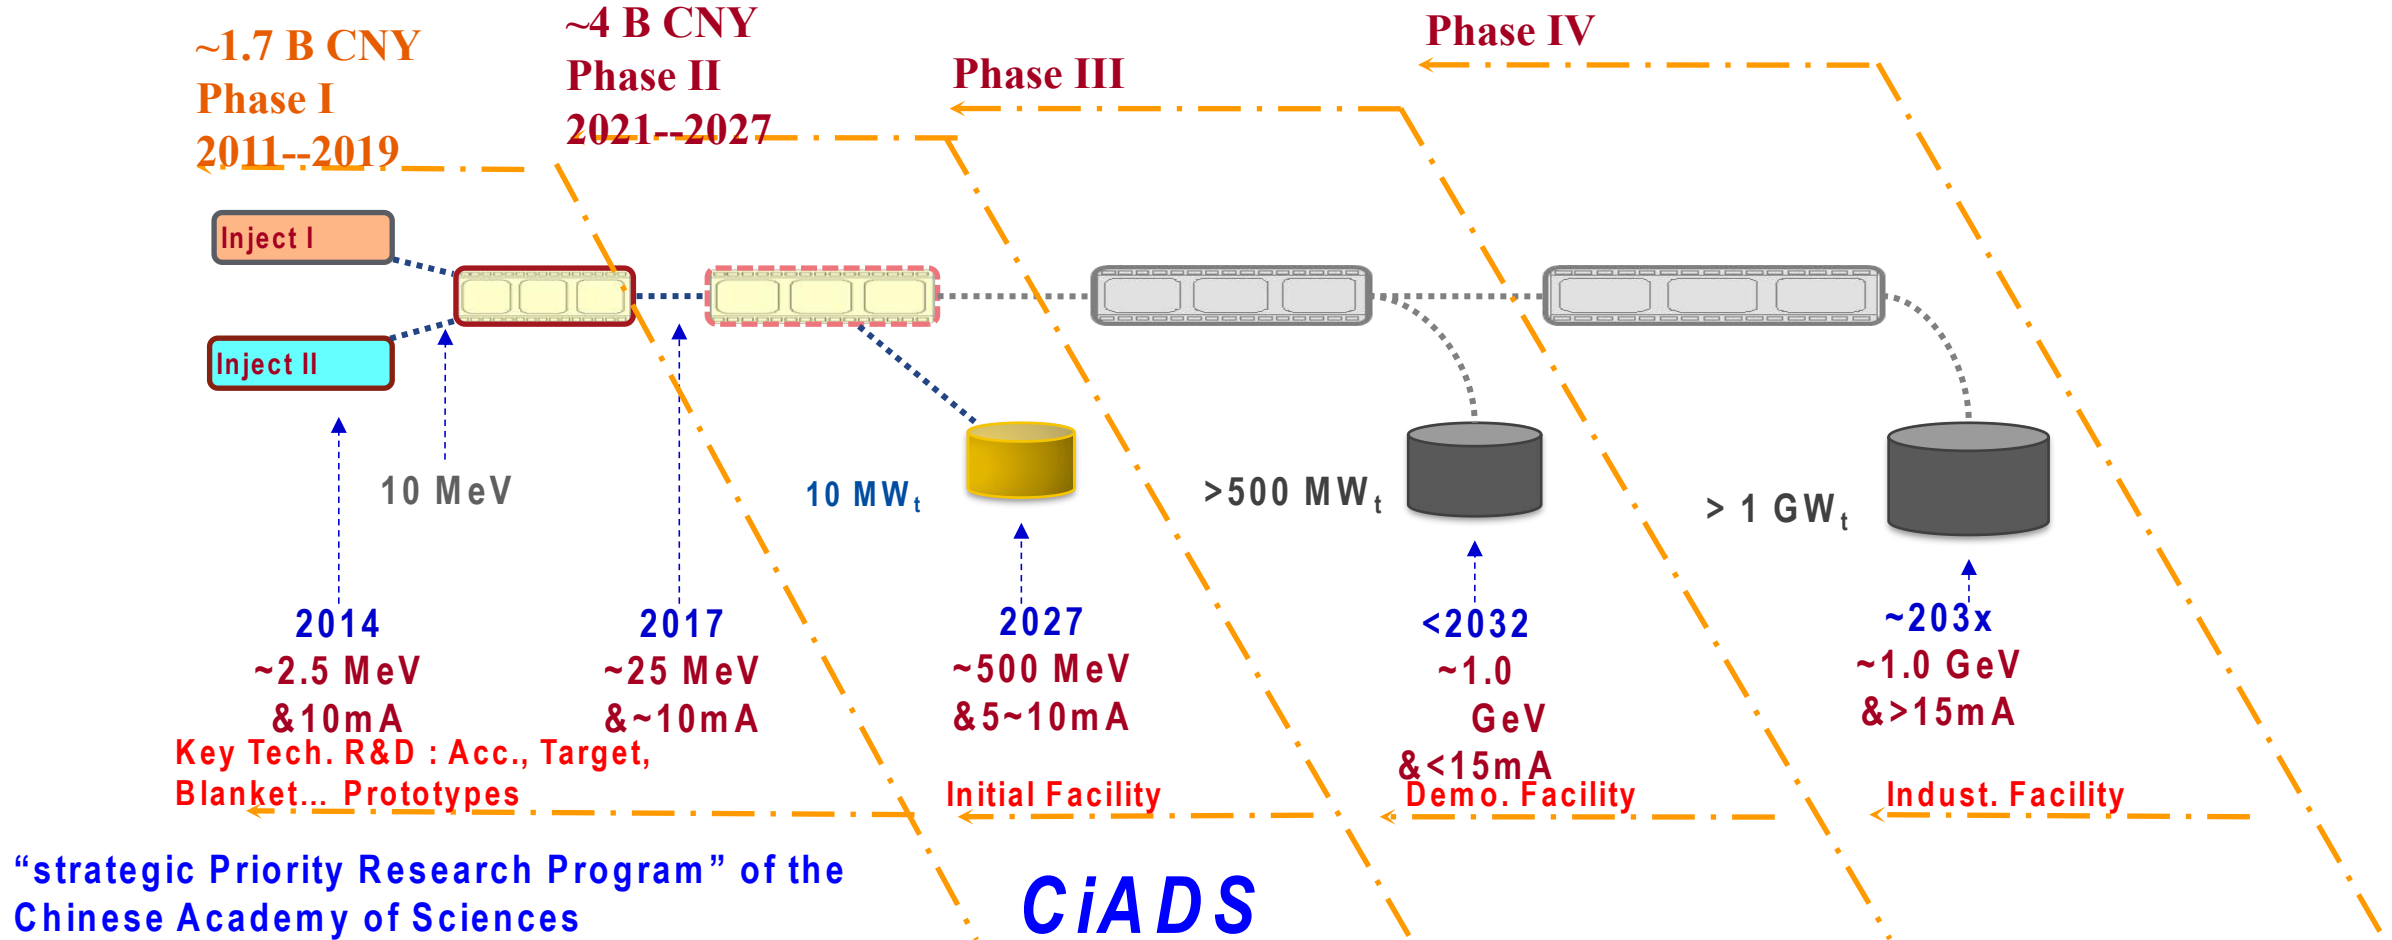 ~1.7 B CNY
Phase I
2011--2019
~4 B CNY
Phase II
2021--2027
Phase III
Phase IV
Inject I
Inject II
10 MeV
10 MWt
>500 MWt
> 1 GWt
2014
~2.5 MeV
&10mA
2017
~25 MeV
&~10mA
2027
~500 MeV
&5~10mA
<2032
~1.0
GeV
&<15mA
~203x
~1.0 GeV
&>15mA
Key Tech. R&D : Acc., Target,
Blanket... Prototypes
Initial Facility
Demo. Facility
Indust. Facility
“strategic Priority Research Program” of the
Chinese Academy of Sciences
CiADS